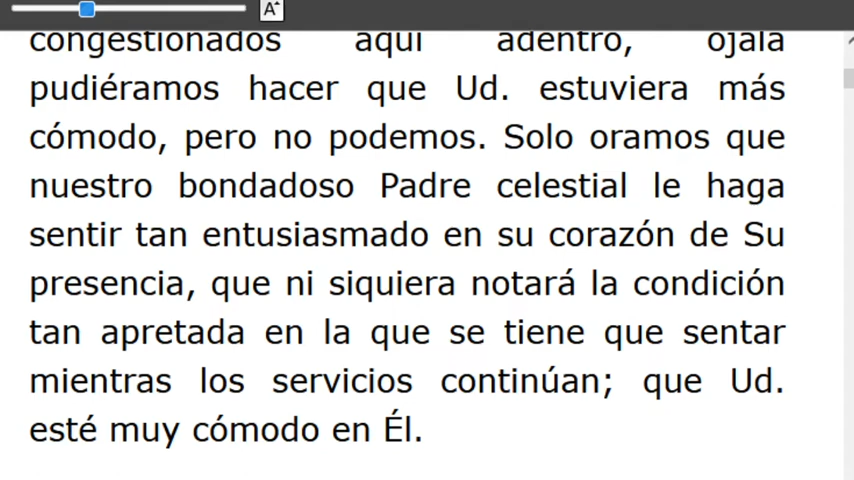 A
congestionados aquí adentro, ojalá
pudiéramos hacer que Ud. estuviera más
cómodo, pero no podemos. Solo oramos que
nuestro bondadoso Padre celestial le haga
sentir tan entusiasmado en su corazón de Su
presencia, que ni siquiera notará la condición
tan apretada en la que se tiene que sentar
mientras los servicios continúan; que Ud.
esté muy cómodo en Él.